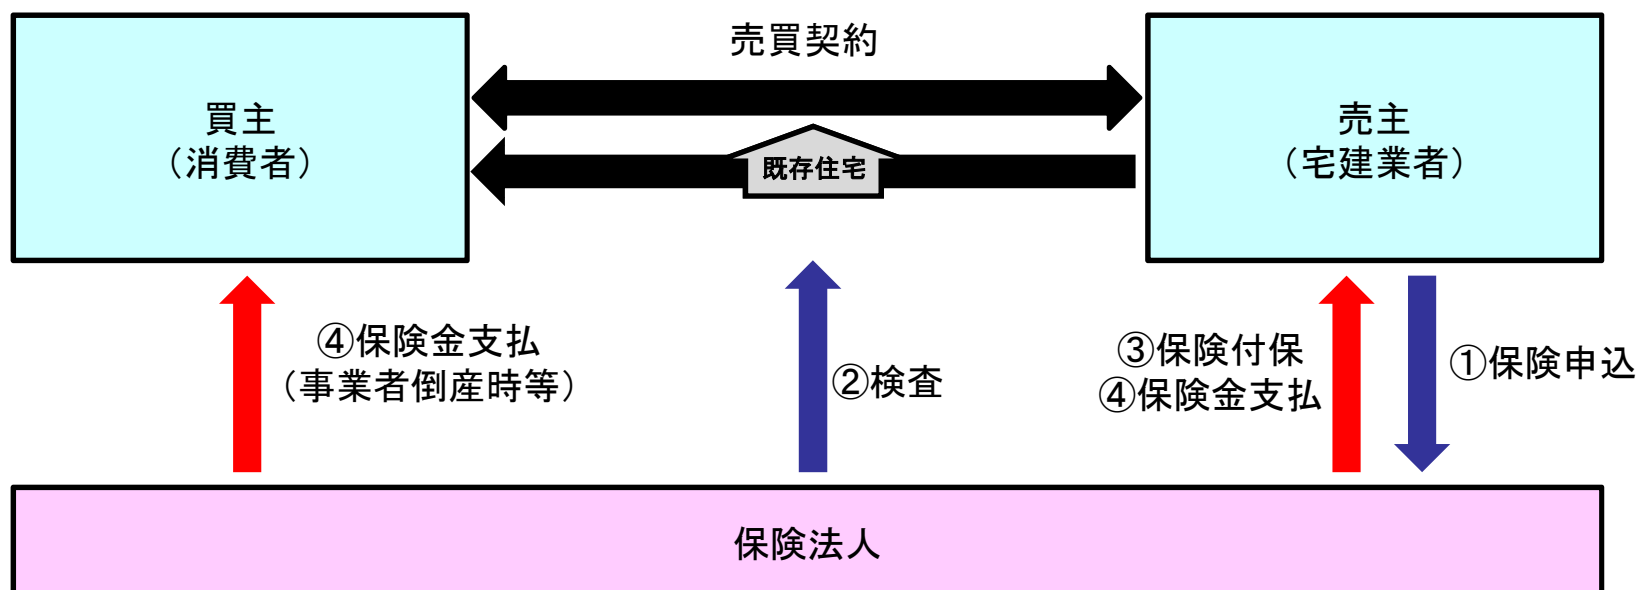 売買契約
買主
（消費者）
売主
（宅建業者）
既存住宅
④保険金支払
（事業者倒産時等）
②検査
③保険付保
④保険金支払
①保険申込
保険法人